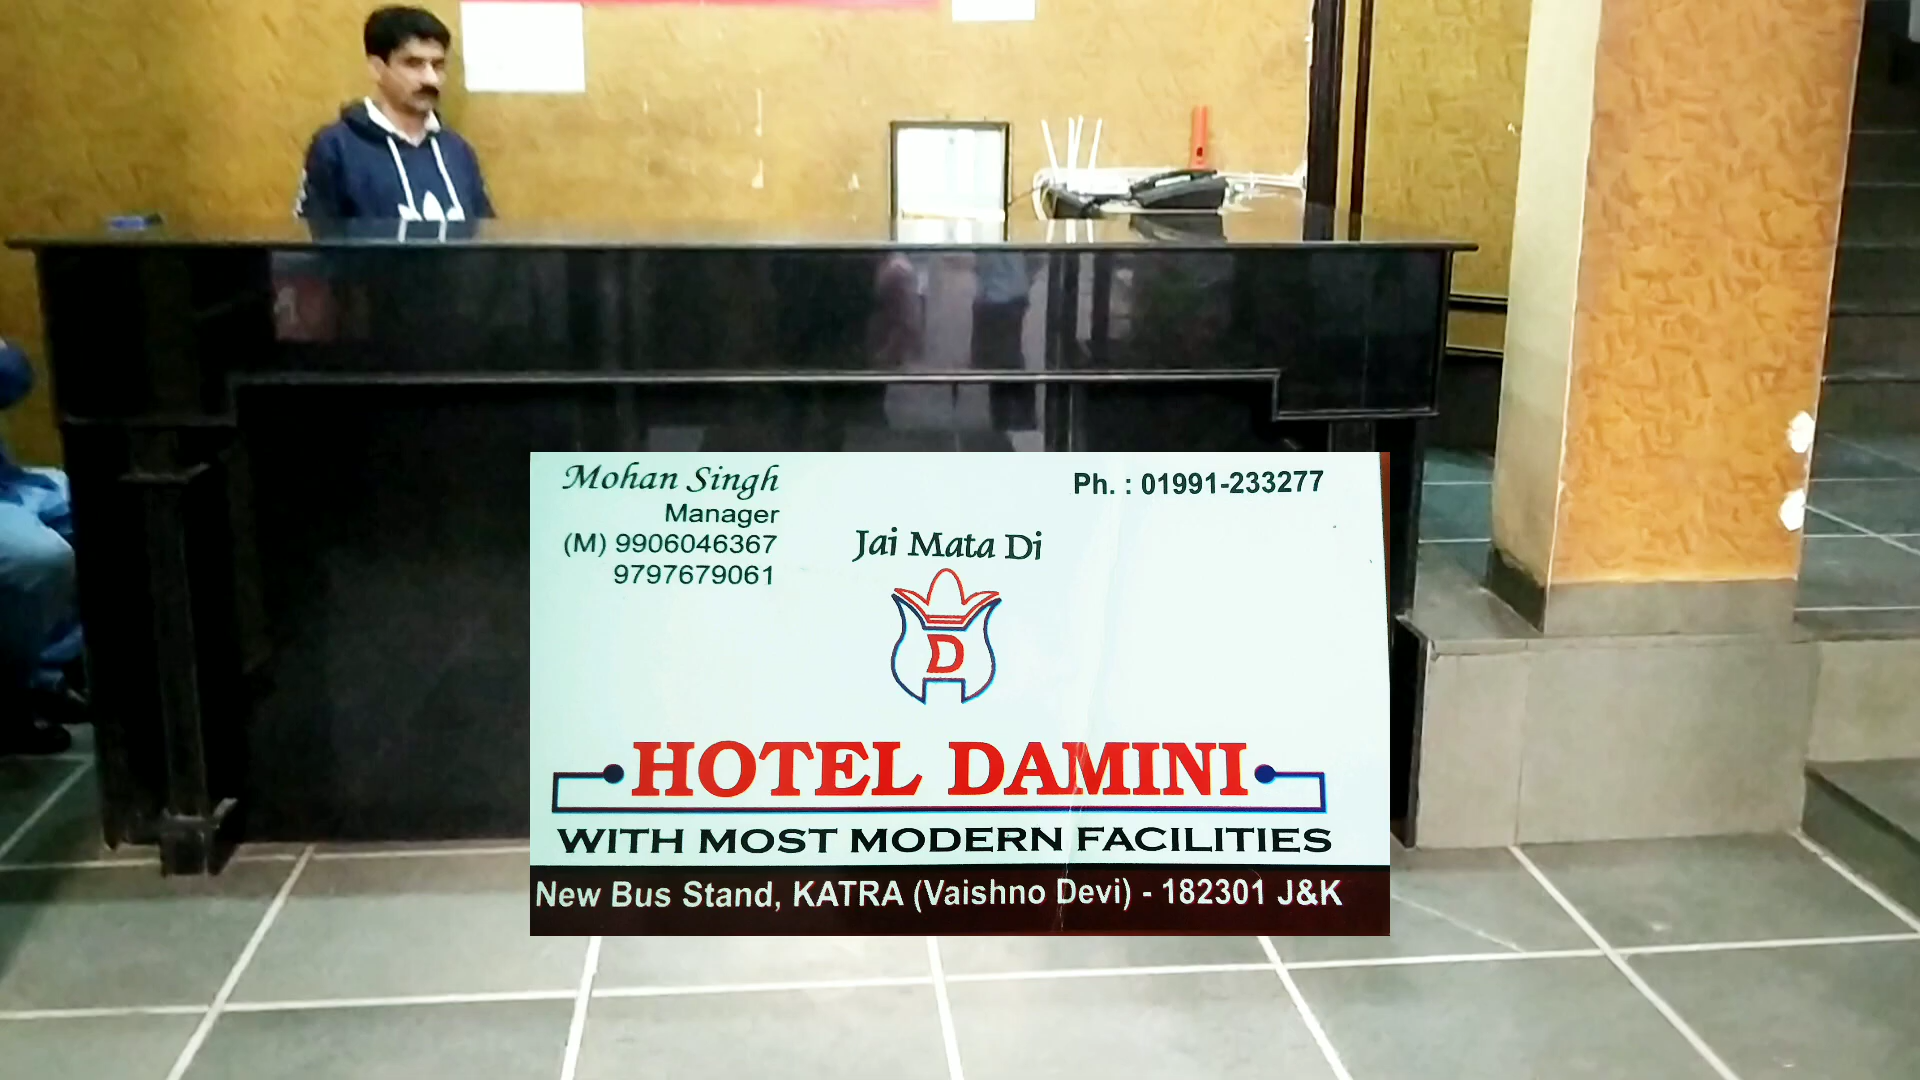 Mohan Singh
Manager
(M) 9906046367
9797679061
Ph. : 01991-233277
Jai Mata Di
D
HOTEL DAMINI
WITH MOST MODERN FACILITIES
New Bus Stand, KATRA (Vaishno Devi) - 182301 J&K